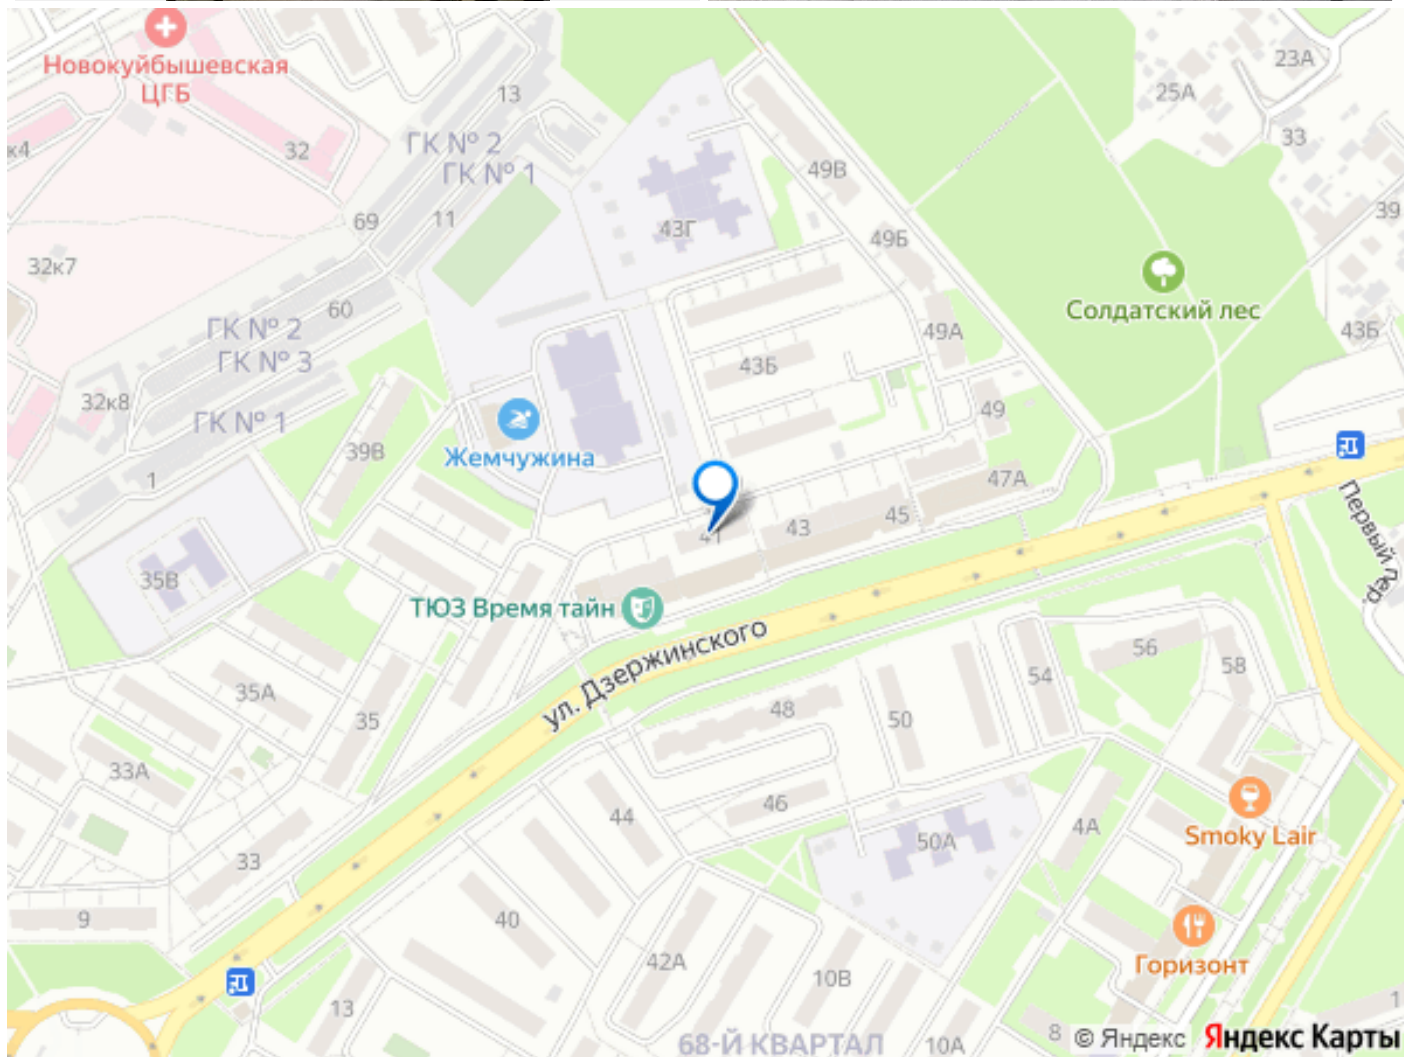 Новокуйбышевская
ЦГБ
13
23А
25А
к4
32
ГК № 2
ГК № 1
33
49В
69
11
43Г
39
32к7
49Б
60
Солдатский лес
ГК № 2
ГК № 3
49А
43Б
43Б
32к8
ГК № 1
49
39В
Жемчужина
1
47А
Первый пер.
45
43
41
35В
ТЮЗ Время тайн
ул. Дзержинского
56
58
54
35А
35
48
50
33А
46
44
4А
50А
Smoky Lair
33
9
40
42А
10В
Горизонт
13
1
68-Й КВАРТАЛ
10А
8
© Яндекс Яндекс Карты